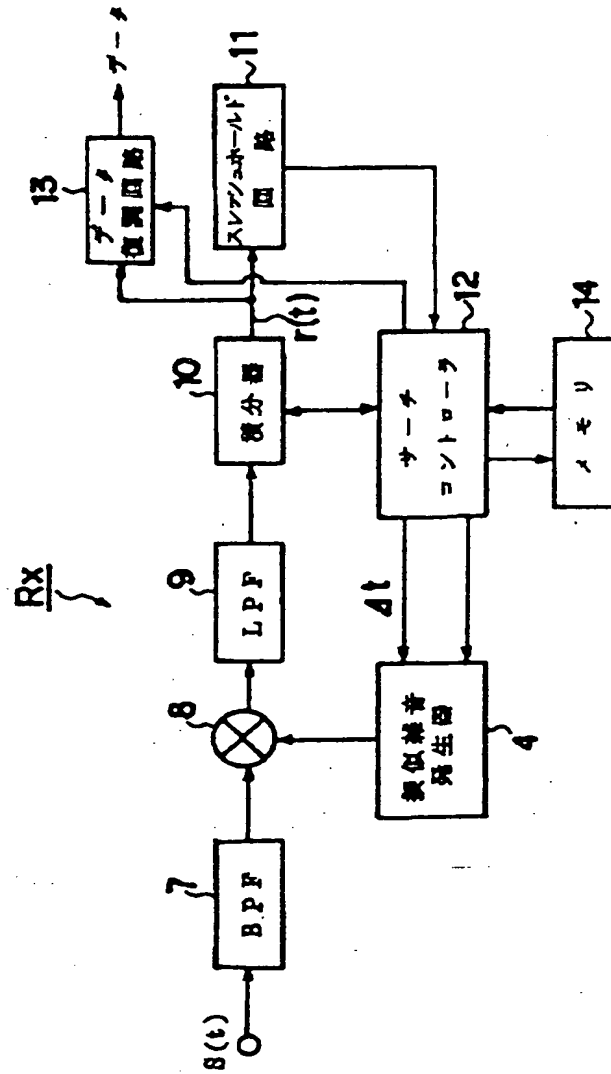 Rx
S(t)
7
BPF
8
9
LPF
10
積分器
r(t)
13
データ
復調回路
データ
11
スレッシュホールド
回路
12
サーチ
コントローラ
14
メモリ
Δt
擬似雑音
発生器
4